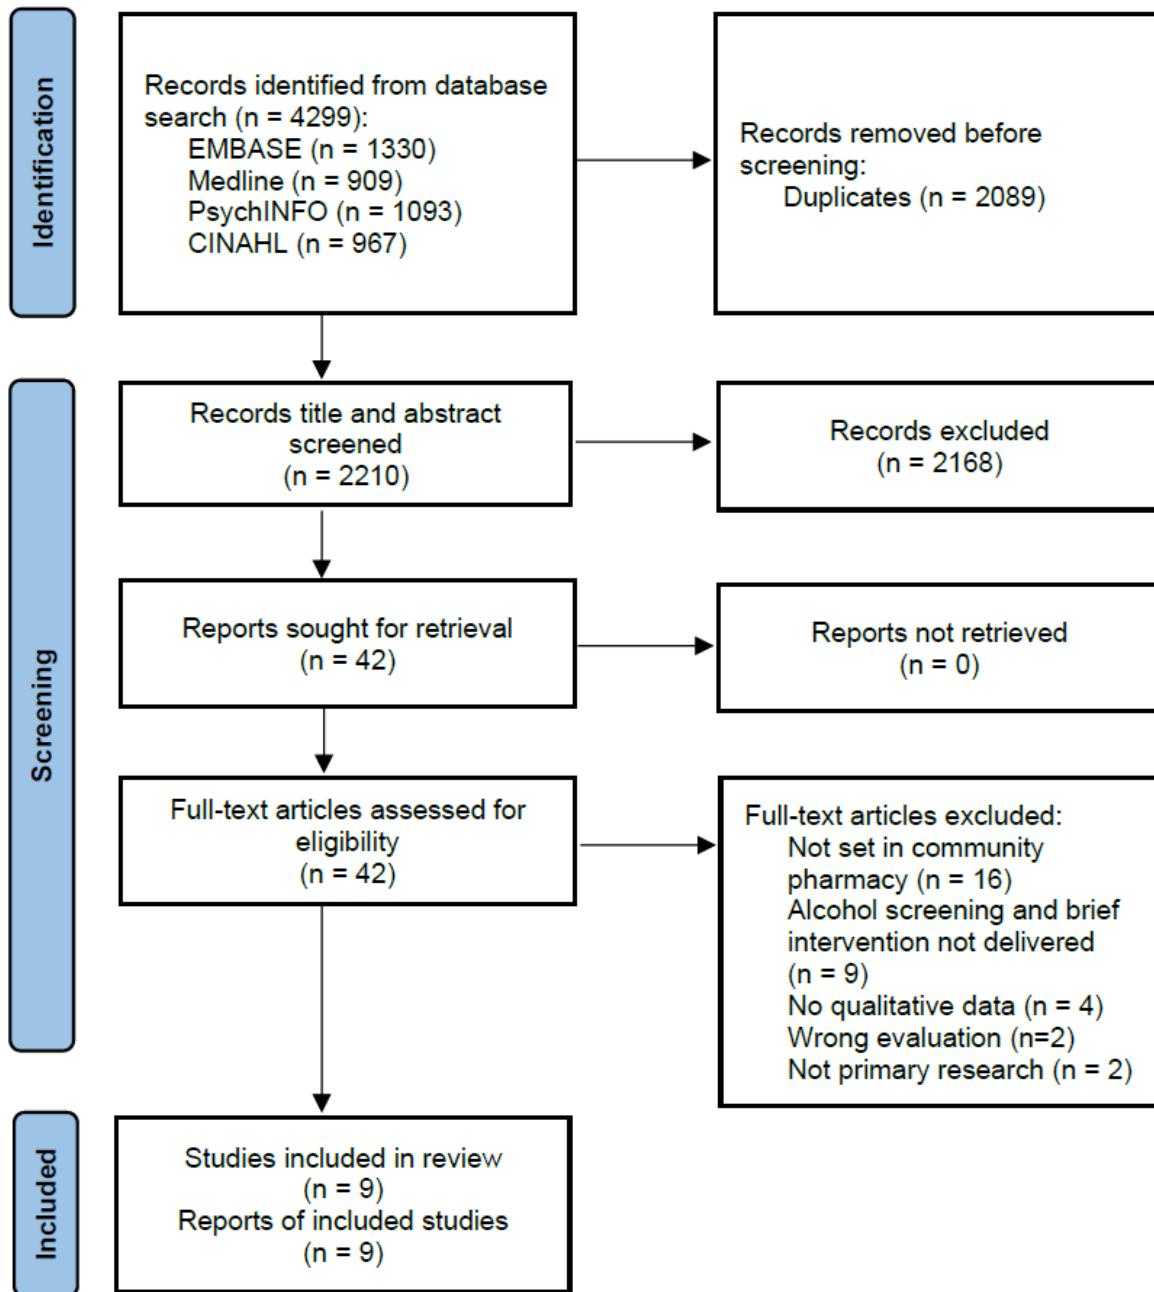 Identification
Records identified from database
search (n = 4299):
EMBASE (n = 1330)
Medline (n = 909)
PsychINFO (n = 1093)
CINAHL (n = 967)
Records removed before
screening:
Duplicates (n = 2089)
Screening
Records title and abstract
screened
(n = 2210)
Records excluded
(n = 2168)
Reports sought for retrieval
(n = 42)
Reports not retrieved
(n = 0)
Full-text articles assessed for
eligibility
(n = 42)
Full-text articles excluded:
Not set in community
pharmacy (n = 16)
Alcohol screening and brief
intervention not delivered
(n = 9)
No qualitative data (n = 4)
Wrong evaluation (n=2)
Not primary research (n = 2)
Included
Studies included in review
(n = 9)
Reports of included studies
(n = 9)